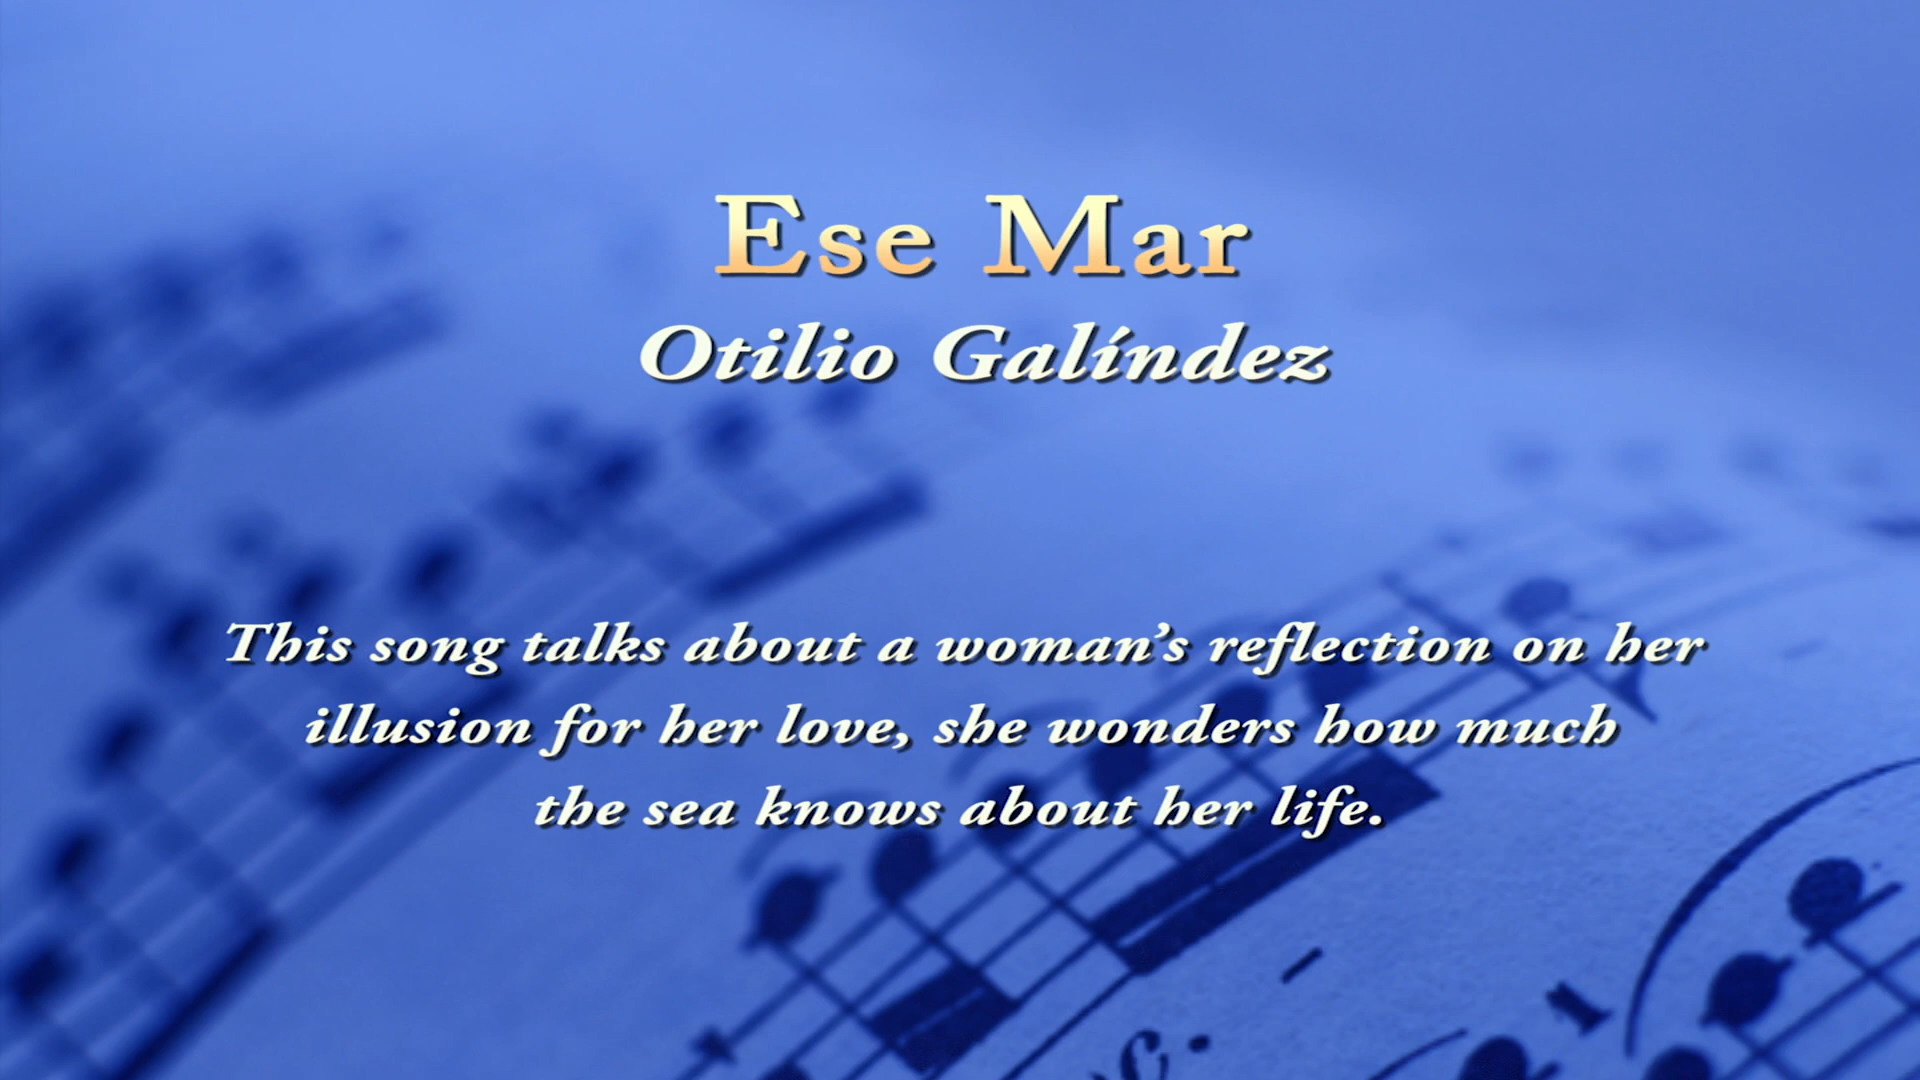 Ese Mar
Otilio Galíndez
This song talks about a woman’s reflection on her
illusion for her love, she wonders how much
the sea knows about her life.